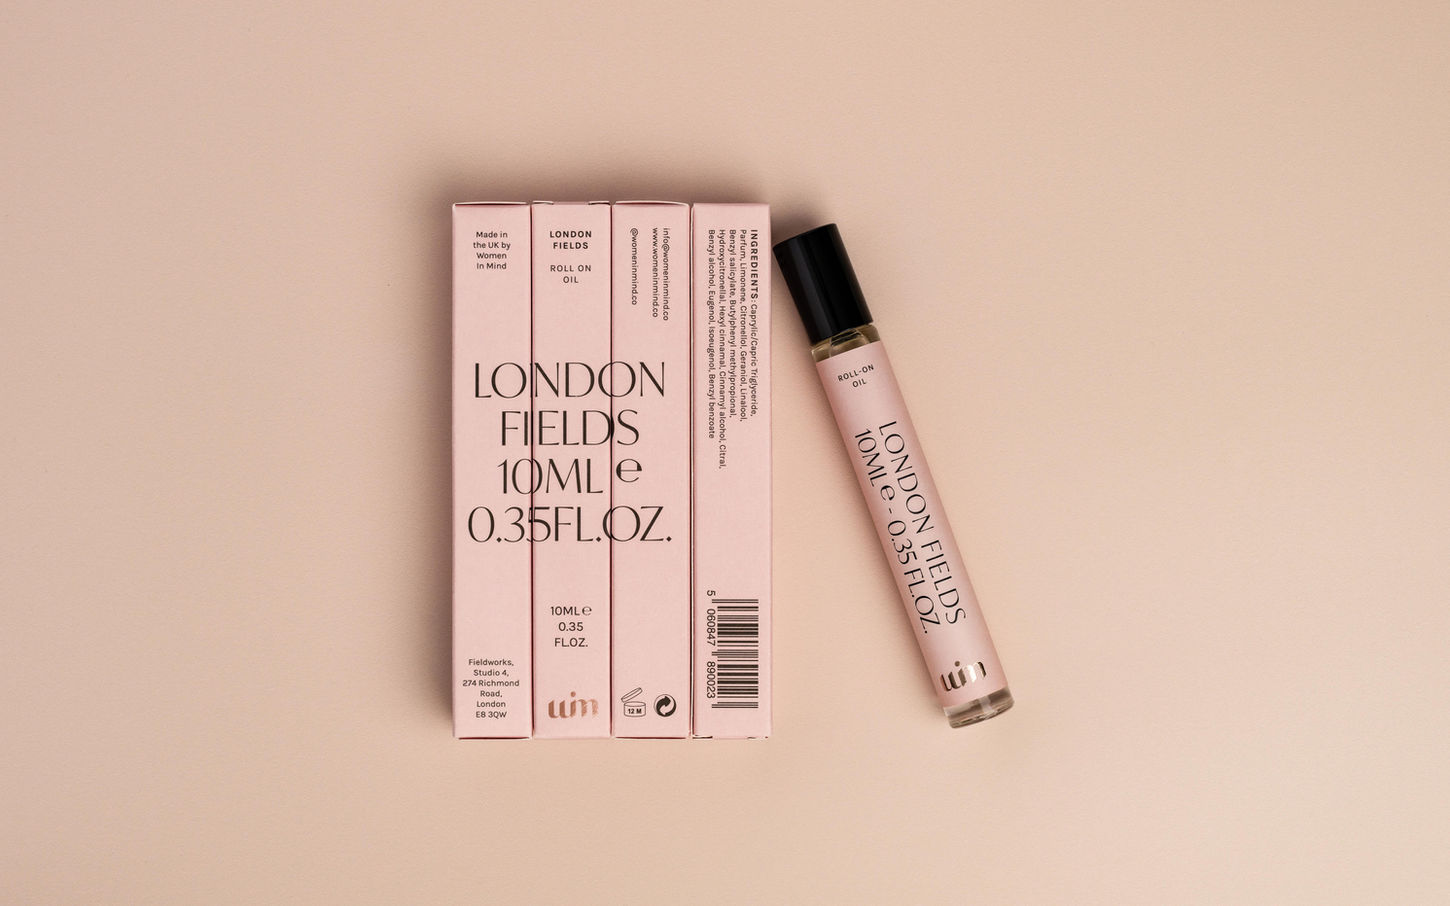 Made in
the UK by
Women
In Mind
LONDON
FIELDS
ROLL ON
OIL
info@womeninmind.co
www.womeninmind.co
@womeninmind.co
INGREDIENTS: Caprylic/Capric Triglyceride,
Parfum, Limonene, Citronellol, Geraniol, Linalool,
Benzyl salicylate, Butylphenyl methylpropional,
Hydroxycitronellal, Hexyl cinnamal, Cinnamyl alcohol, Citral,
Benzyl alcohol, Eugenol, Isoeugenol, Benzyl benzoate
LONDON
FIELDS
10ML ℮
0.35FL.OZ.
10ML ℮
0.35
FL.OZ.
Fieldworks,
Studio 4,
274 Richmond
Road,
London
E8 3QW
wim
12 M
5 060847 890023
ROLL-ON
OIL
LONDON FIELDS
10ML ℮ - 0.35 FL.OZ.
wim